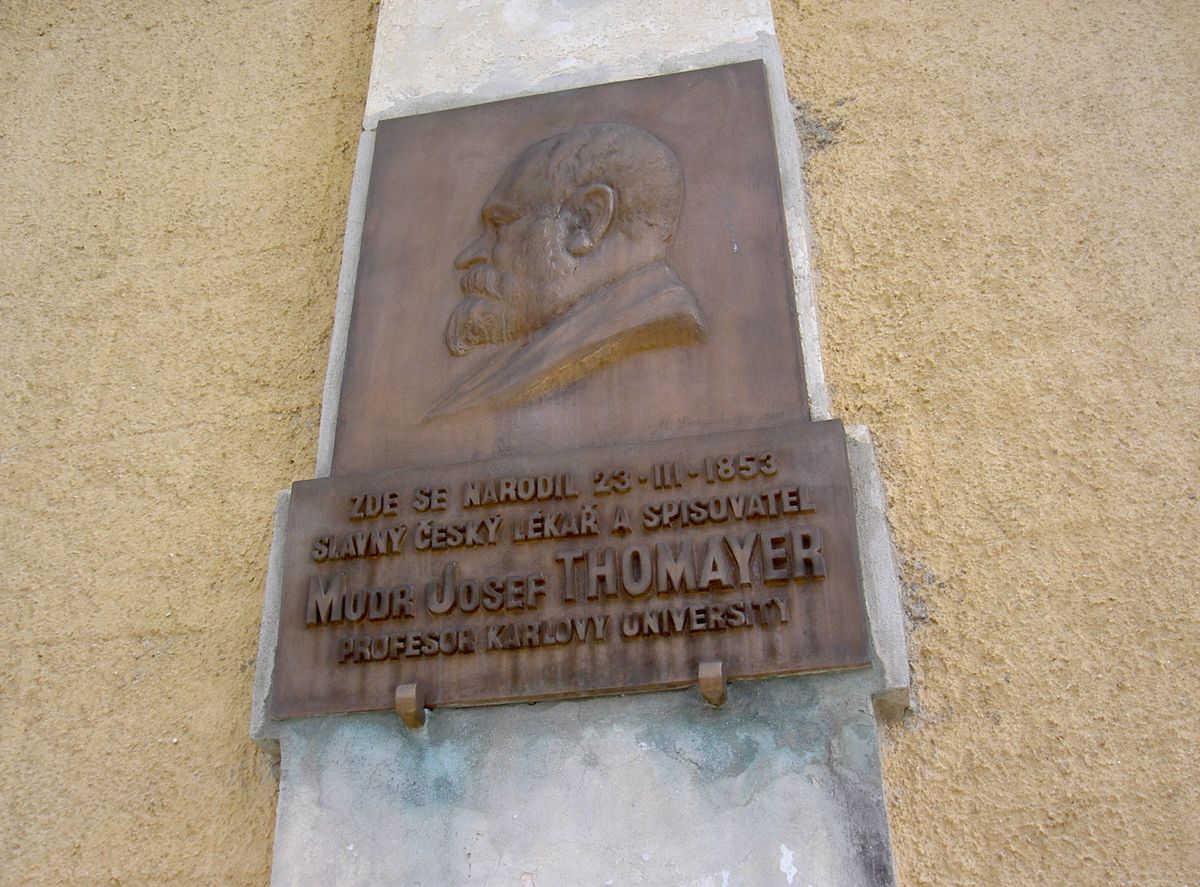 ZDE SE NARODIL 23·III·1853
SLAVNÝ ČESKÝ LÉKAŘ A SPISOVATEL
MUDR JOSEF THOMAYER
PROFESOR KARLOVY UNIVERSITY